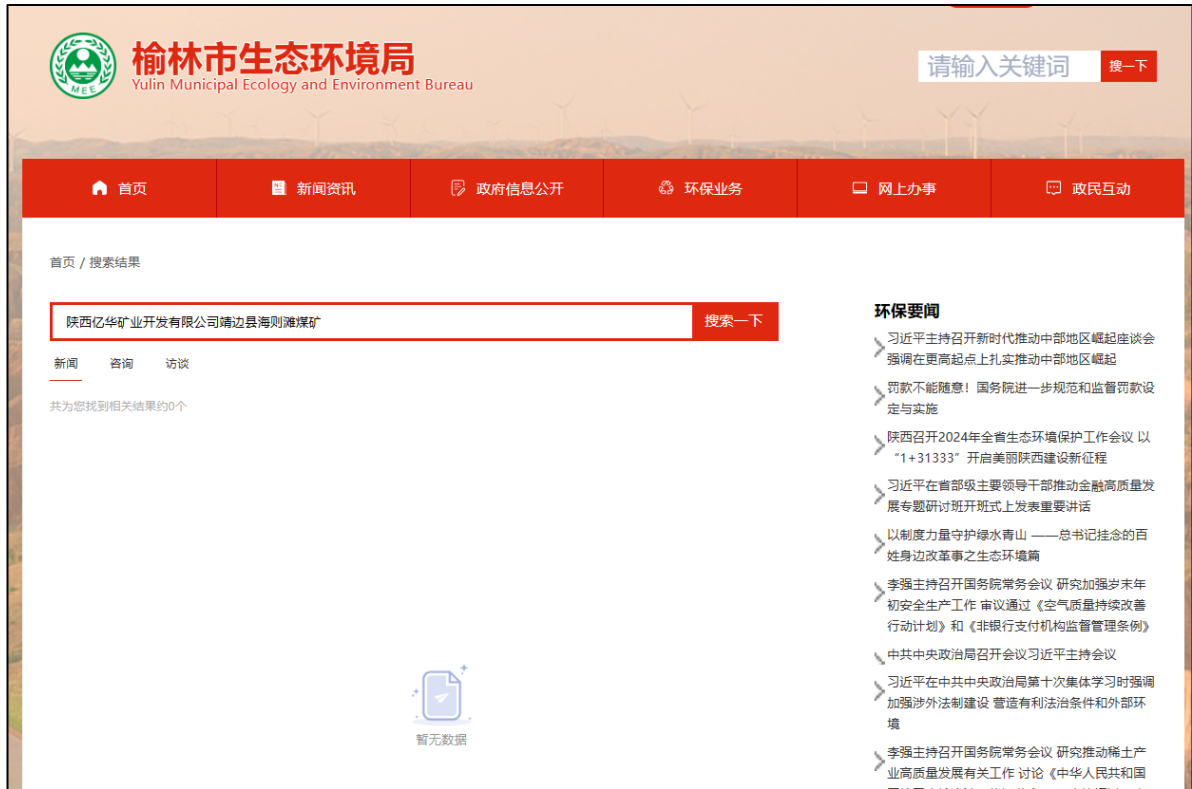 榆林市生态环境局
Yulin Municipal Ecology and Environment Bureau
MEE
请输入关键词
搜一下
首页
新闻资讯
政府信息公开
环保业务
网上办事
政民互动
首页 / 搜索结果
陕西亿华矿业开发有限公司靖边县海则滩煤矿
搜索一下
新闻
咨询
访谈
共为您找到相关结果约0个
暂无数据
环保要闻
习近平主持召开新时代推动中部地区崛起座谈会
强调在更高起点上扎实推动中部地区崛起
罚款不能随意！国务院进一步规范和监督罚款设
定与实施
陕西召开2024年全省生态环境保护工作会议 以
“1+31333”开启美丽陕西建设新征程
习近平在省部级主要领导干部推动金融高质量发
展专题研讨班开班式上发表重要讲话
以制度力量守护绿水青山 ——总书记挂念的百
姓身边改革事之生态环境篇
李强主持召开国务院常务会议 研究加强岁末年
初安全生产工作 审议通过《空气质量持续改善
行动计划》和《非银行支付机构监督管理条例》
中共中央政治局召开会议习近平主持会议
习近平在中共中央政治局第十次集体学习时强调
加强涉外法制建设 营造有利法治条件和外部环
境
李强主持召开国务院常务会议 研究推动稀土产
业高质量发展有关工作 讨论《中华人民共和国